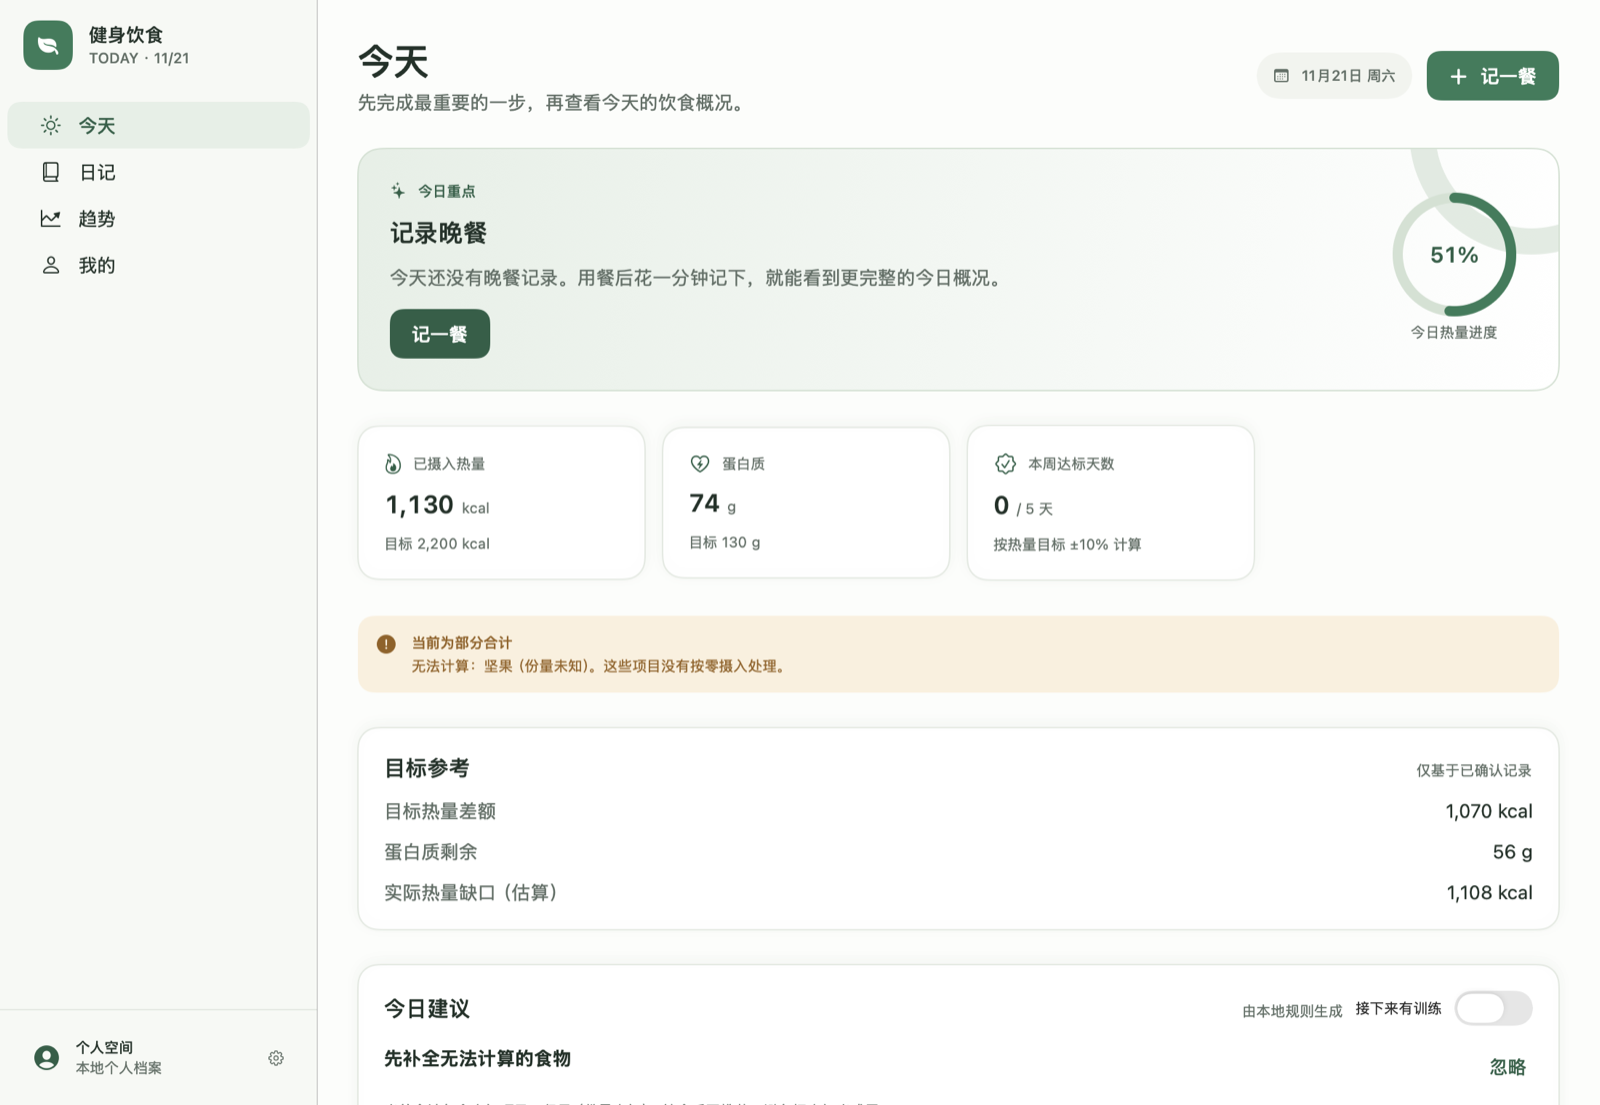 健身饮食
TODAY · 11/21
今天
日记
趋势
我的
个人空间
本地个人档案
今天
先完成最重要的一步，再查看今天的饮食概况。
11月21日 周六
记一餐
今日重点
记录晚餐
今天还没有晚餐记录。用餐后花一分钟记下，就能看到更完整的今日概况。
记一餐
51%
今日热量进度
已摄入热量
1,130 kcal
目标 2,200 kcal
蛋白质
74 g
目标 130 g
本周达标天数
0 / 5 天
按热量目标 ±10% 计算
当前为部分合计
无法计算：坚果（份量未知）。这些项目没有按零摄入处理。
目标参考
仅基于已确认记录
目标热量差额
1,070 kcal
蛋白质剩余
56 g
实际热量缺口（估算）
1,108 kcal
今日建议
由本地规则生成
接下来有训练
先补全无法计算的食物
忽略